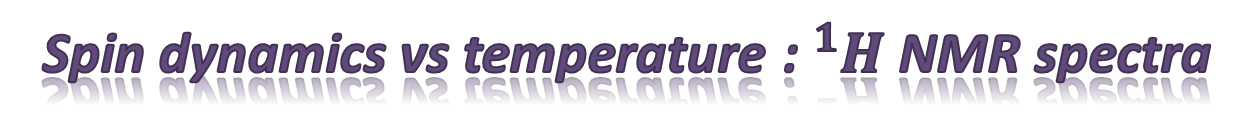 Spin dynamics vs temperature : ¹H NMR spectra